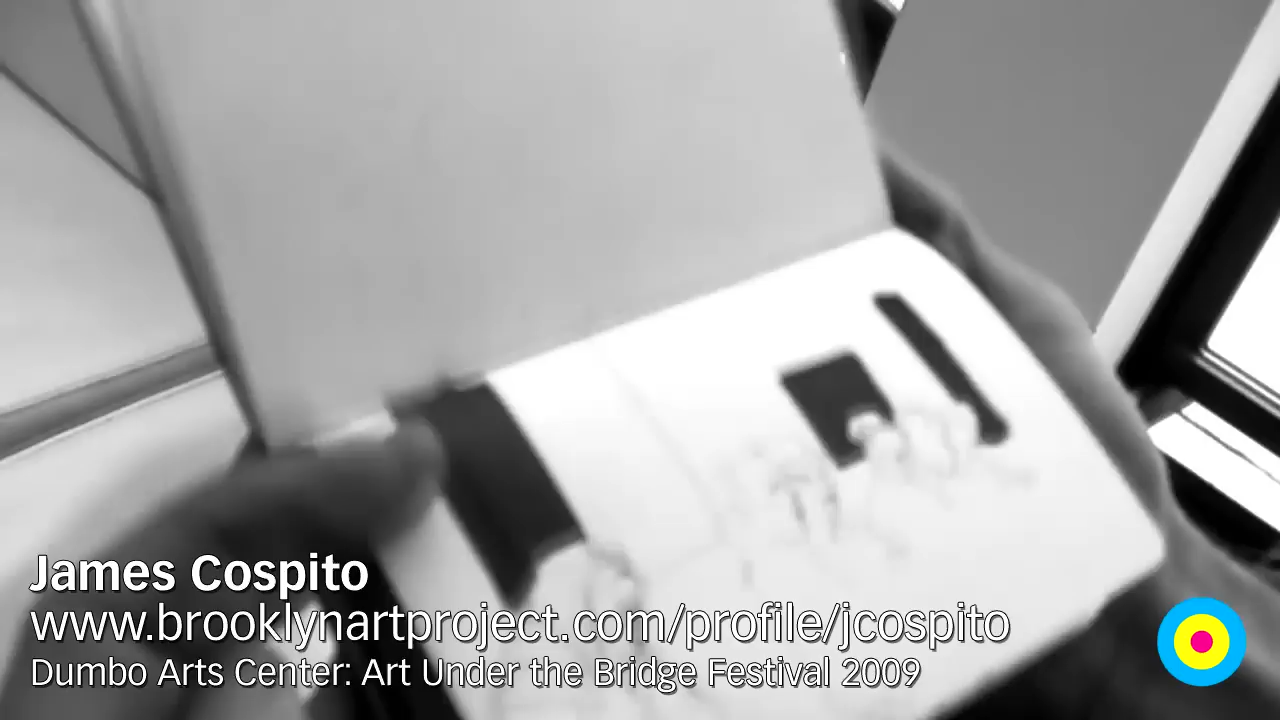 James Cospito
www.brooklynartproject.com/profile/jcospito
Dumbo Arts Center: Art Under the Bridge Festival 2009